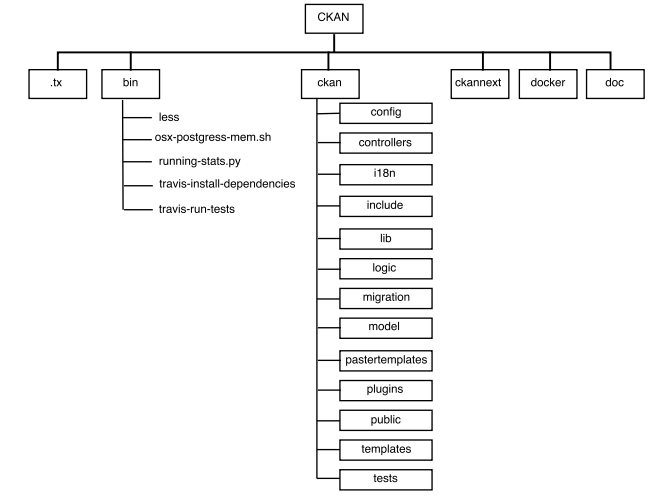 CKAN
.tx
bin
ckan
ckannext
docker
doc
less
osx-postgress-mem.sh
running-stats.py
travis-install-dependencies
travis-run-tests
config
controllers
i18n
include
lib
logic
migration
model
pastertemplates
plugins
public
templates
tests